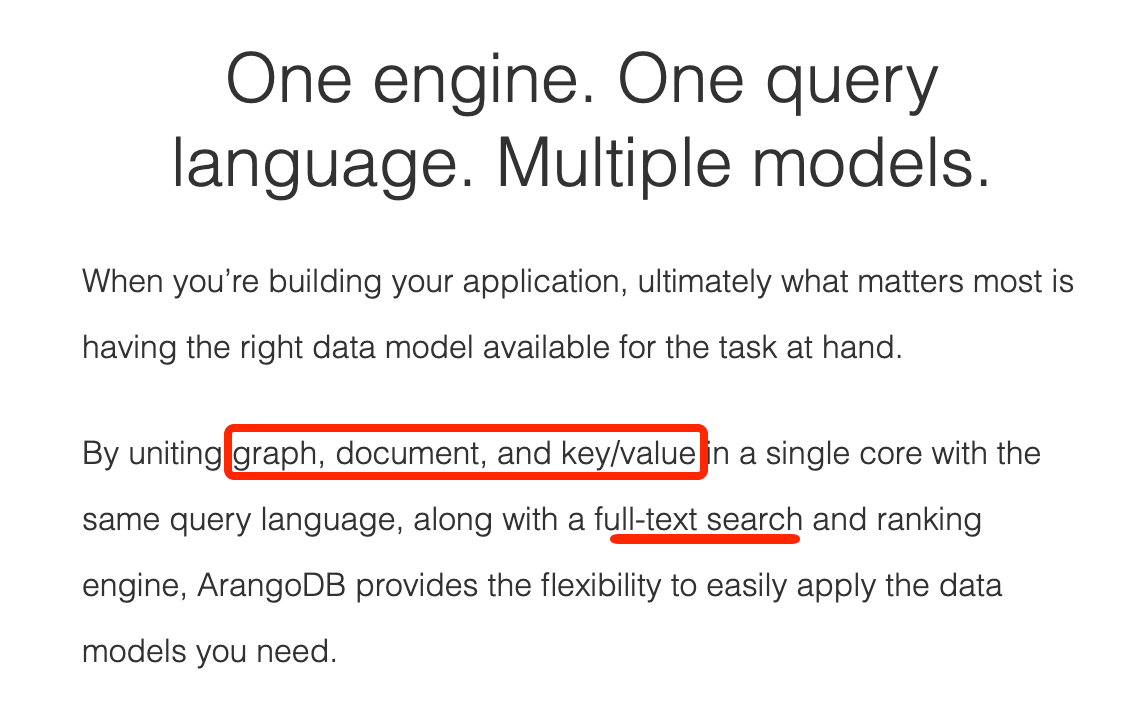 One engine. One query
language. Multiple models.
When you’re building your application, ultimately what matters most is
having the right data model available for the task at hand.
By uniting graph, document, and key/value in a single core with the
same query language, along with a full-text search and ranking
engine, ArangoDB provides the flexibility to easily apply the data
models you need.